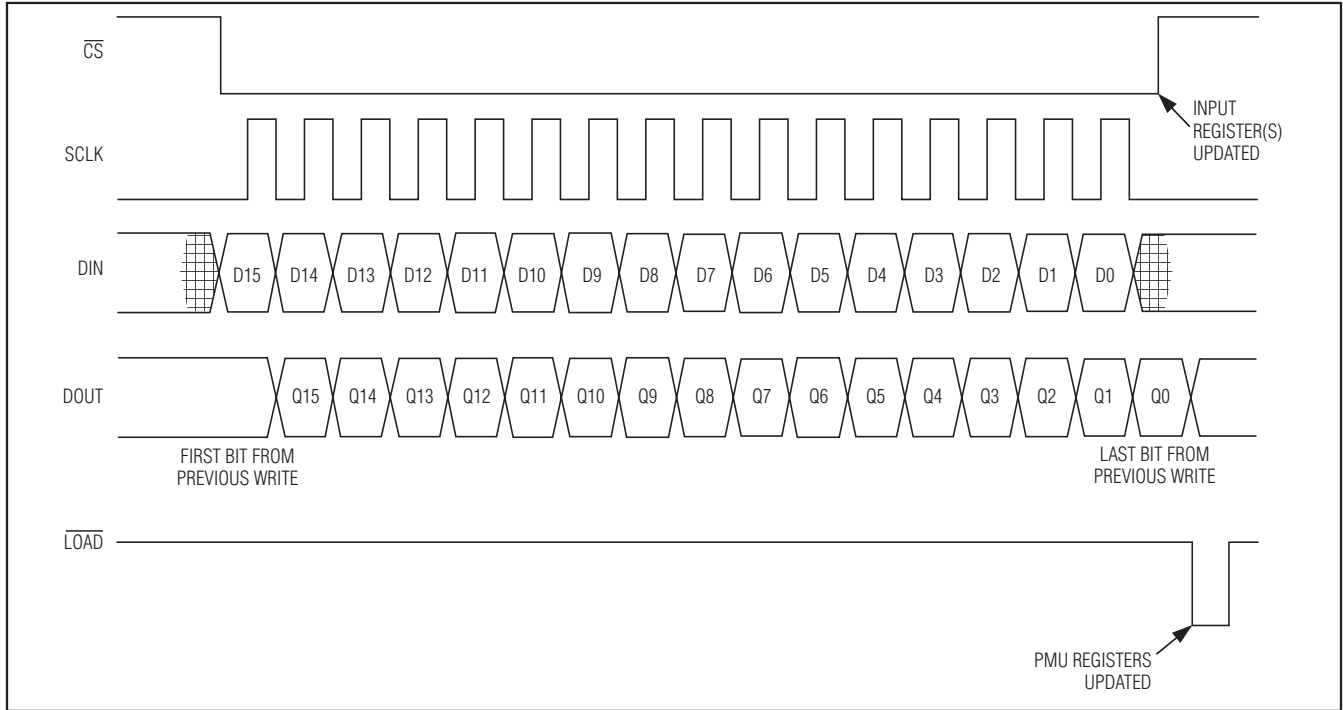 CS
INPUT
REGISTER(S)
UPDATED
SCLK
DIN D15 D14 D13 D12 D11 D10 D9 D8 D7 D6 D5 D4 D3 D2 D1 D0
DOUT Q15 Q14 Q13 Q12 Q11 Q10 Q9 Q8 Q7 Q6 Q5 Q4 Q3 Q2 Q1 Q0
FIRST BIT FROM
PREVIOUS WRITE
LAST BIT FROM
PREVIOUS WRITE
LOAD
PMU REGISTERS
UPDATED